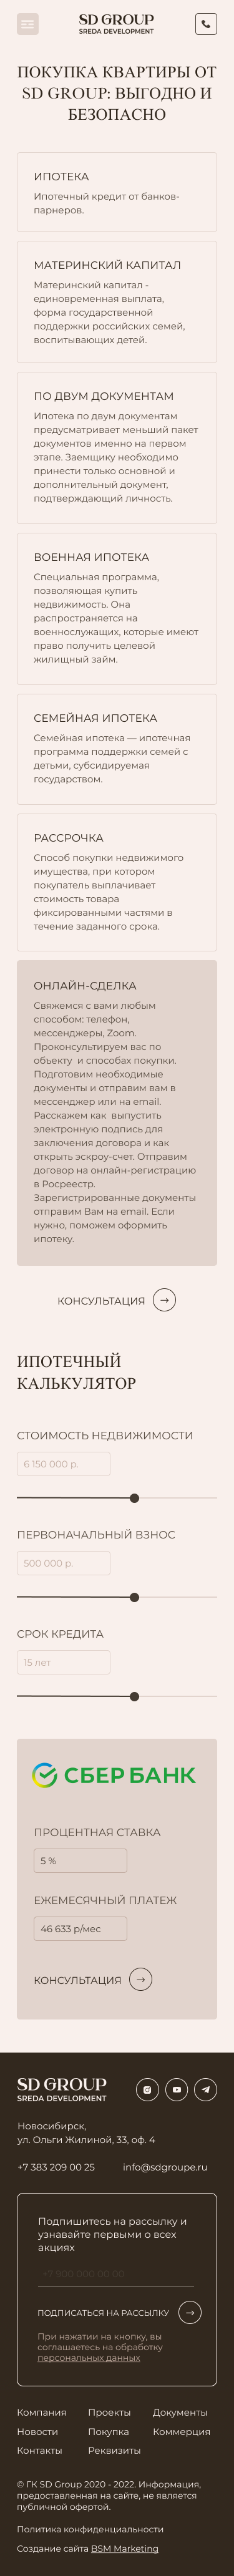 SD GROUP
SREDA DEVELOPMENT
ПОКУПКА КВАРТИРЫ ОТ
SD GROUP: ВЫГОДНО И
БЕЗОПАСНО
ИПОТЕКА
Ипотечный кредит от банков-
парнеров.
МАТЕРИНСКИЙ КАПИТАЛ
Материнский капитал -
единовременная выплата,
форма государственной
поддержки российских семей,
воспитывающих детей.
ПО ДВУМ ДОКУМЕНТАМ
Ипотека по двум документам
предусматривает меньший пакет
документов именно на первом
этапе. Заемщику необходимо
принести только основной и
дополнительный документ,
подтверждающий личность.
ВОЕННАЯ ИПОТЕКА
Специальная программа,
позволяющая купить
недвижимость. Она
распространяется на
военнослужащих, которые имеют
право получить целевой
жилищный займ.
СЕМЕЙНАЯ ИПОТЕКА
Семейная ипотека — ипотечная
программа поддержки семей с
детьми, субсидируемая
государством.
РАССРОЧКА
Способ покупки недвижимого
имущества, при котором
покупатель выплачивает
стоимость товара
фиксированными частями в
течение заданного срока.
ОНЛАЙН-СДЕЛКА
Свяжемся с вами любым
способом: телефон,
мессенджеры, Zoom.
Проконсультируем вас по
объекту и способах покупки.
Подготовим необходимые
документы и отправим вам в
мессенджер или на email.
Расскажем как выпустить
электронную подпись для
заключения договора и как
открыть эскроу-счет. Отправим
договор на онлайн-регистрацию
в Росреестр.
Зарегистрированные документы
отправим Вам на email. Если
нужно, поможем оформить
ипотеку.
КОНСУЛЬТАЦИЯ
ИПОТЕЧНЫЙ
КАЛЬКУЛЯТОР
СТОИМОСТЬ НЕДВИЖИМОСТИ
6 150 000 р.
ПЕРВОНАЧАЛЬНЫЙ ВЗНОС
500 000 р.
СРОК КРЕДИТА
15 лет
СБЕР БАНК
ПРОЦЕНТНАЯ СТАВКА
5 %
ЕЖЕМЕСЯЧНЫЙ ПЛАТЕЖ
46 633 р/мес
КОНСУЛЬТАЦИЯ
SD GROUP
SREDA DEVELOPMENT
Новосибирск,
ул. Ольги Жилиной, 33, оф. 4
+7 383 209 00 25 info@sdgroupe.ru
Подпишитесь на рассылку и
узнавайте первыми о всех
акциях
+7 900 000 00 00
ПОДПИСАТЬСЯ НА РАССЫЛКУ
При нажатии на кнопку, вы
соглашаетесь на обработку
персональных данных
Компания Проекты Документы
Новости Покупка Коммерция
Контакты Реквизиты
© ГК SD Group 2020 - 2022. Информация,
предоставленная на сайте, не является
публичной офертой.
Политика конфиденциальности
Создание сайта BSM Marketing